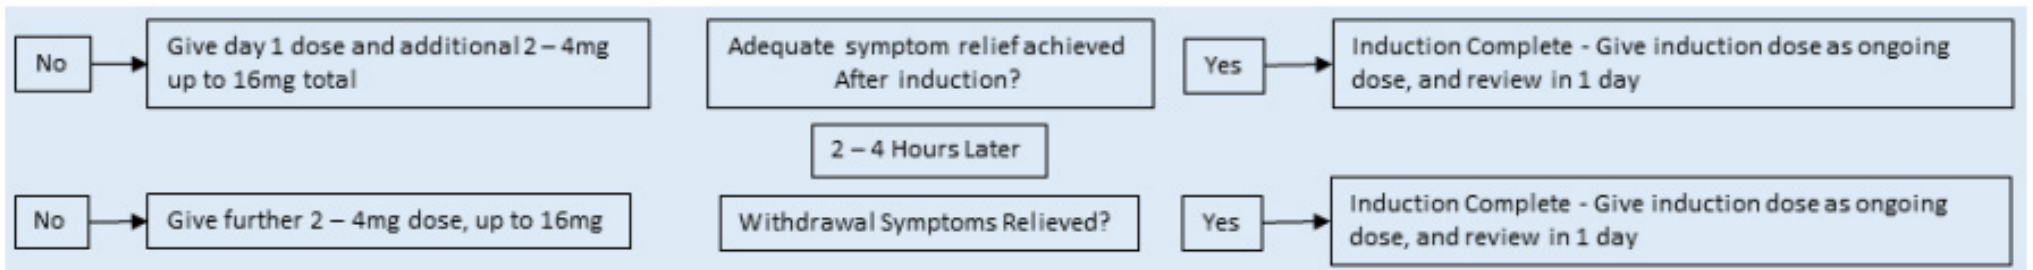 No
Give day 1 dose and additional 2 – 4mg
up to 16mg total
Adequate symptom relief achieved
After induction?
Yes
Induction Complete - Give induction dose as ongoing
dose, and review in 1 day
2 – 4 Hours Later
No
Give further 2 – 4mg dose, up to 16mg
Withdrawal Symptoms Relieved?
Yes
Induction Complete - Give induction dose as ongoing
dose, and review in 1 day